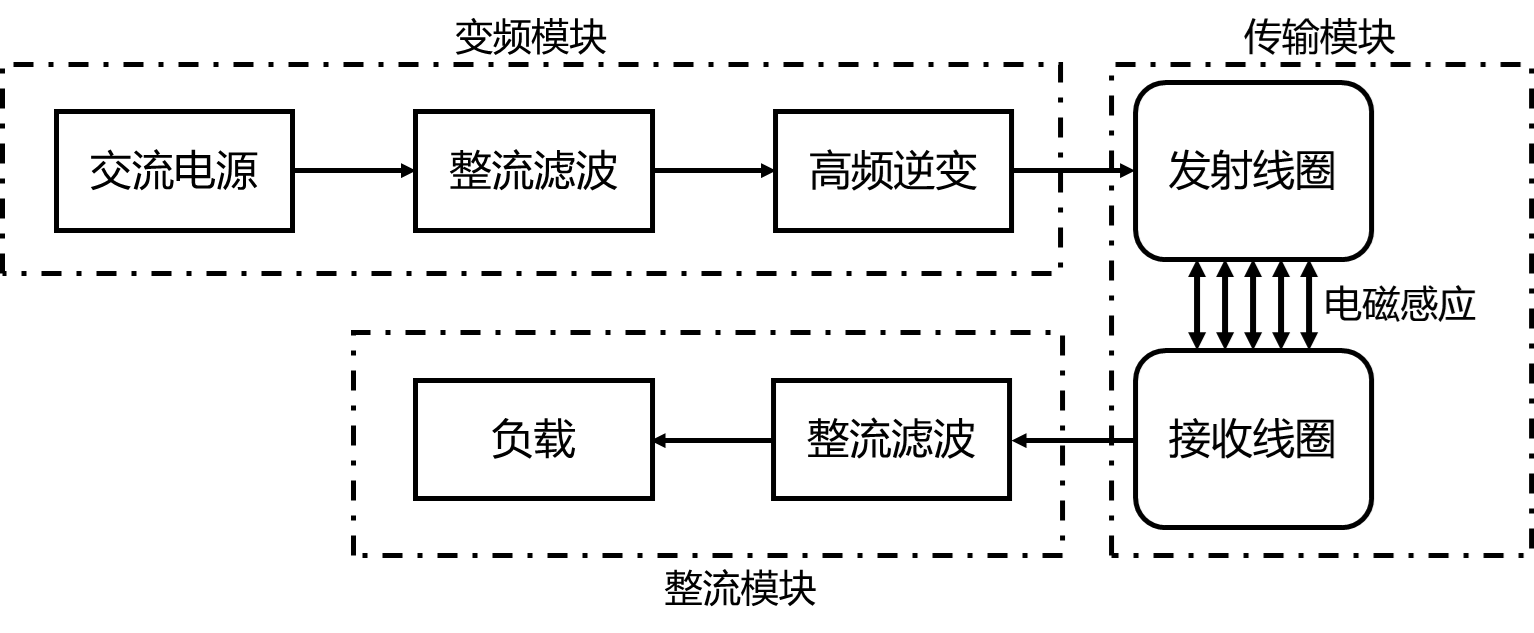 变频模块
传输模块
交流电源
整流滤波
高频逆变
发射线圈
电磁感应
负载
整流滤波
接收线圈
整流模块